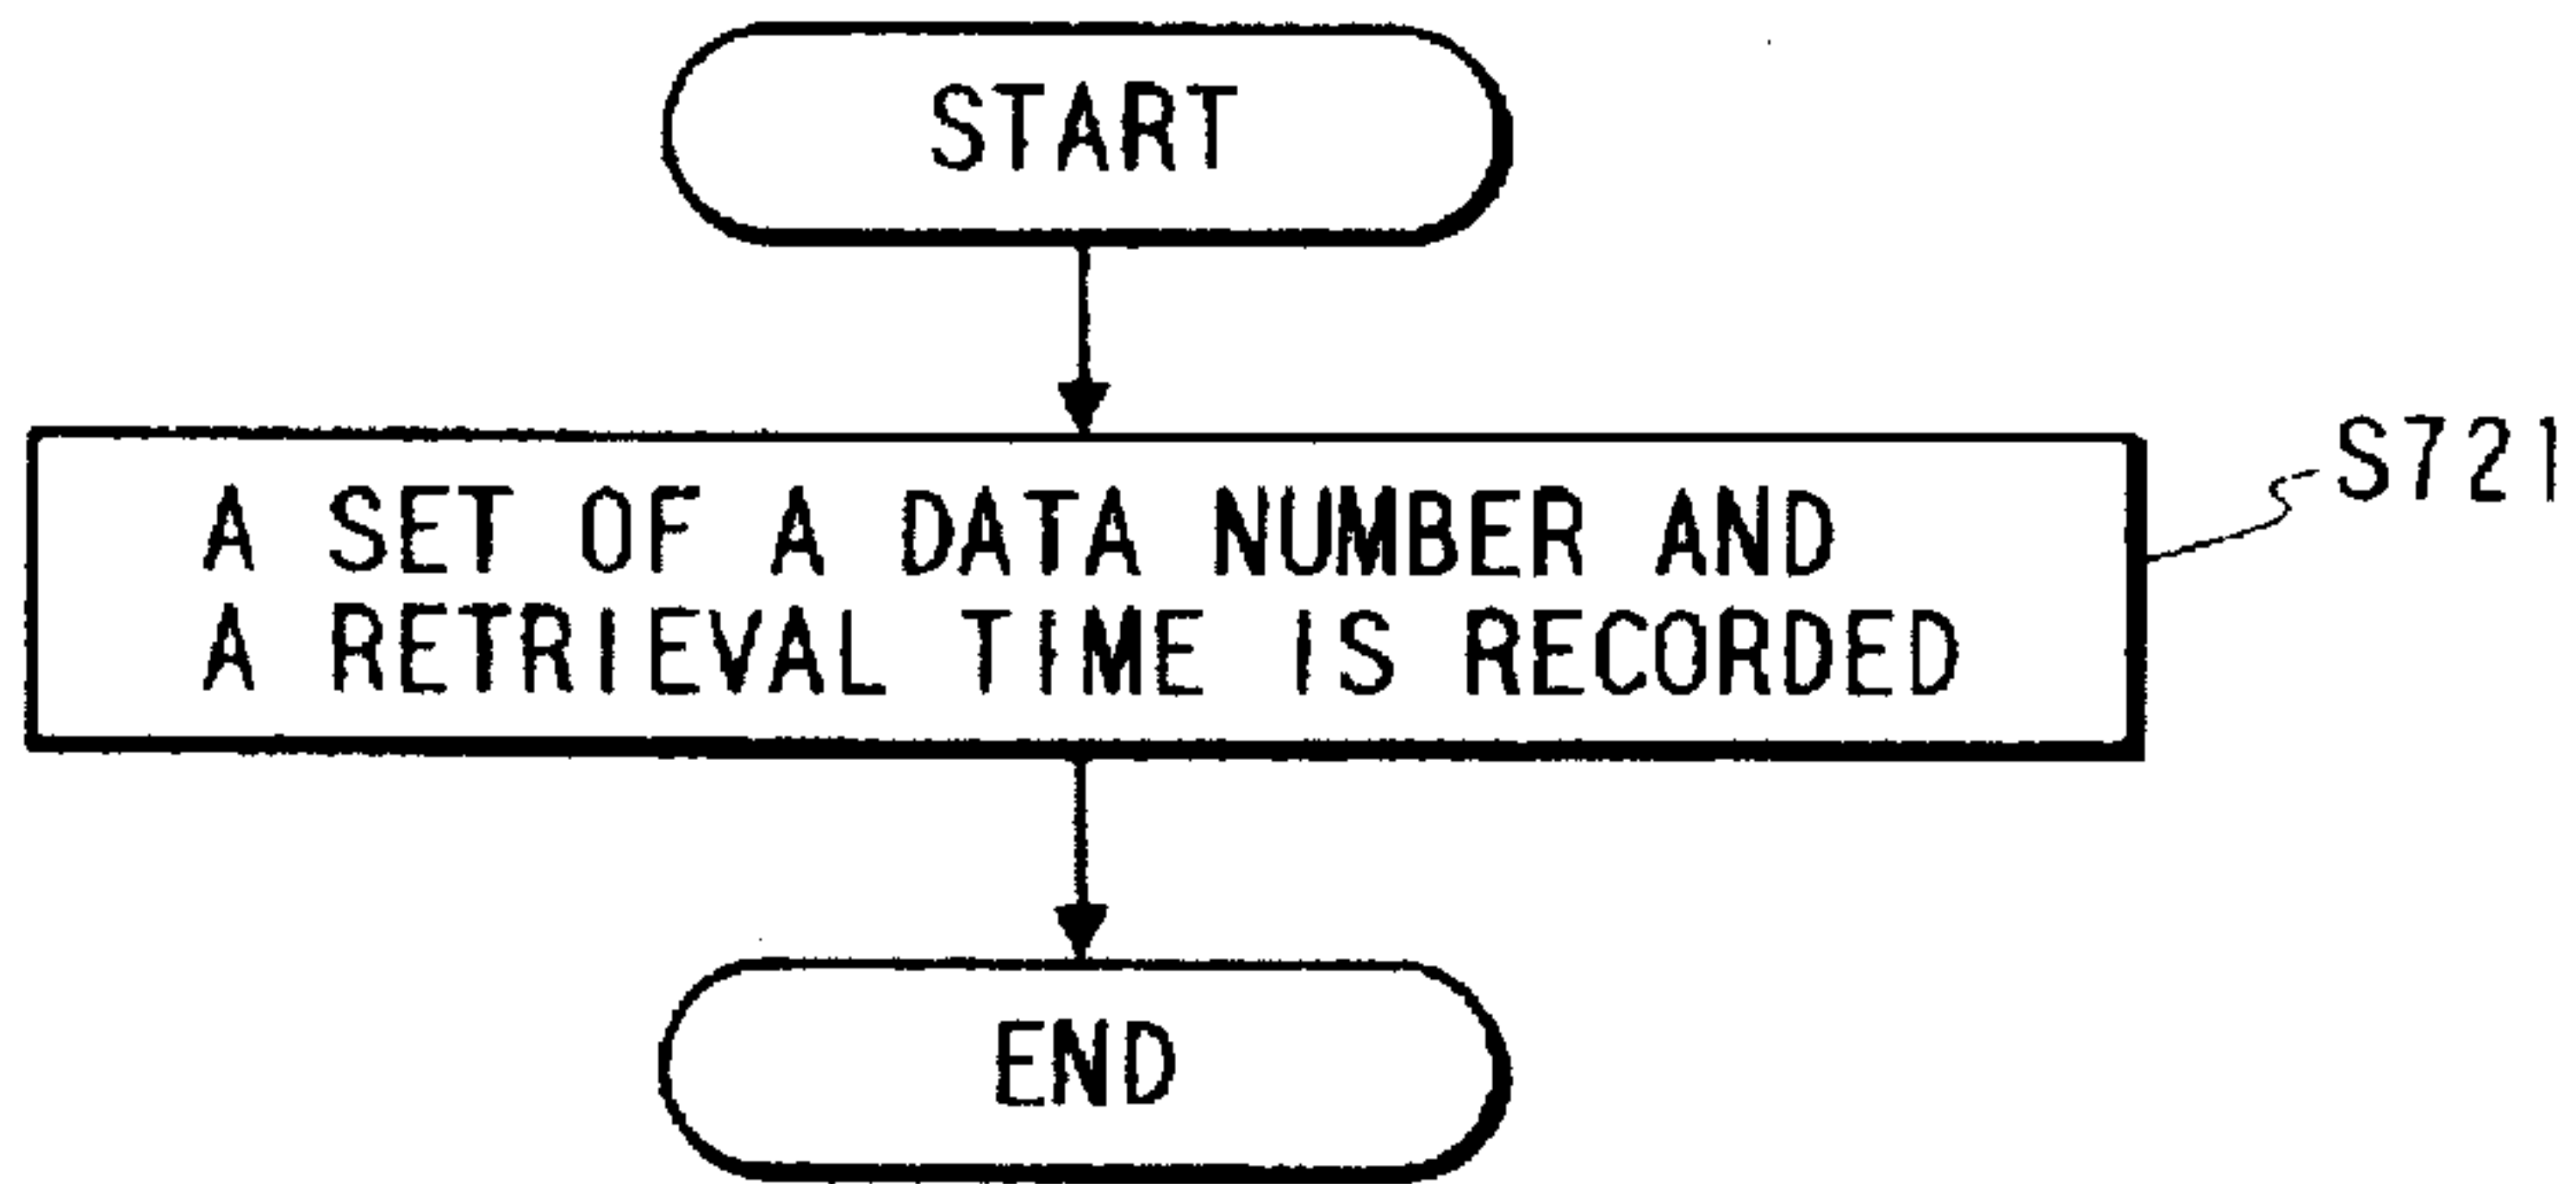 START
A SET OF A DATA NUMBER AND
A RETRIEVAL TIME IS RECORDED
S721
END